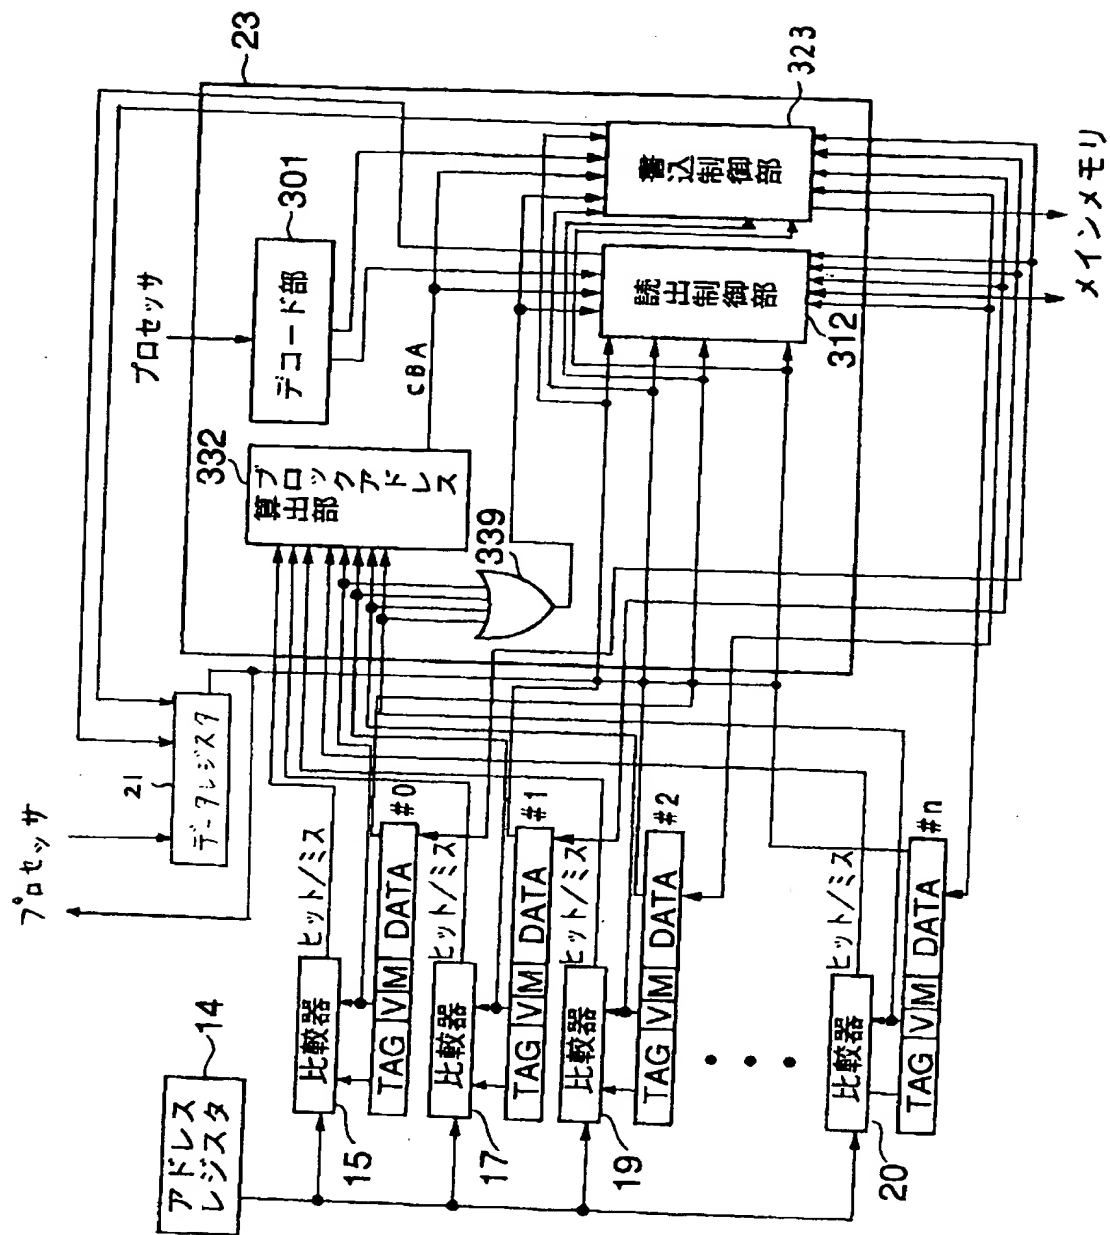 プロセッサ
21
データレジスタ
23
プロセッサ
301
デコード部
332
ブロックアドレス
算出部
CBA
339
323
書込制御部
読出制御部
312
メインメモリ
14
アドレス
レジスタ
比較器
15
ヒット/ミス
TAG V M DATA
#0
比較器
17
ヒット/ミス
TAG V M DATA
#1
比較器
19
ヒット/ミス
TAG V M DATA
#2
比較器
20
ヒット/ミス
TAG V M DATA
#n